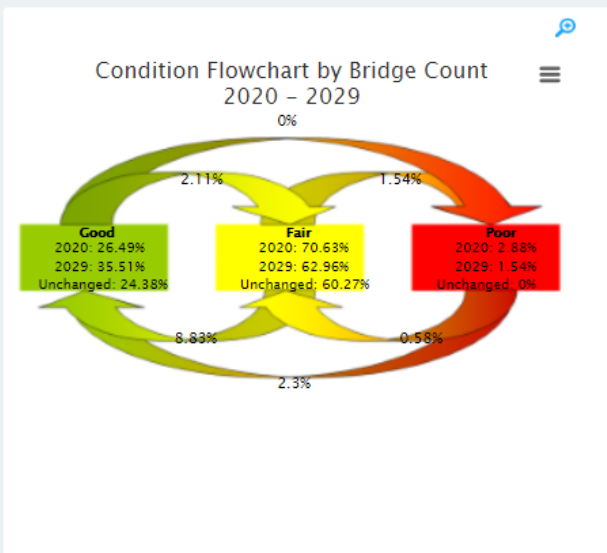 Condition Flowchart by Bridge Count
2020 – 2029
0%
2.11%
1.54%
Good
2020: 26.49%
2029: 35.51%
Unchanged: 24.38%
Fair
2020: 70.63%
2029: 62.96%
Unchanged: 60.27%
Poor
2020: 2.88%
2029: 1.54%
Unchanged: 0%
8.83%
0.58%
2.3%